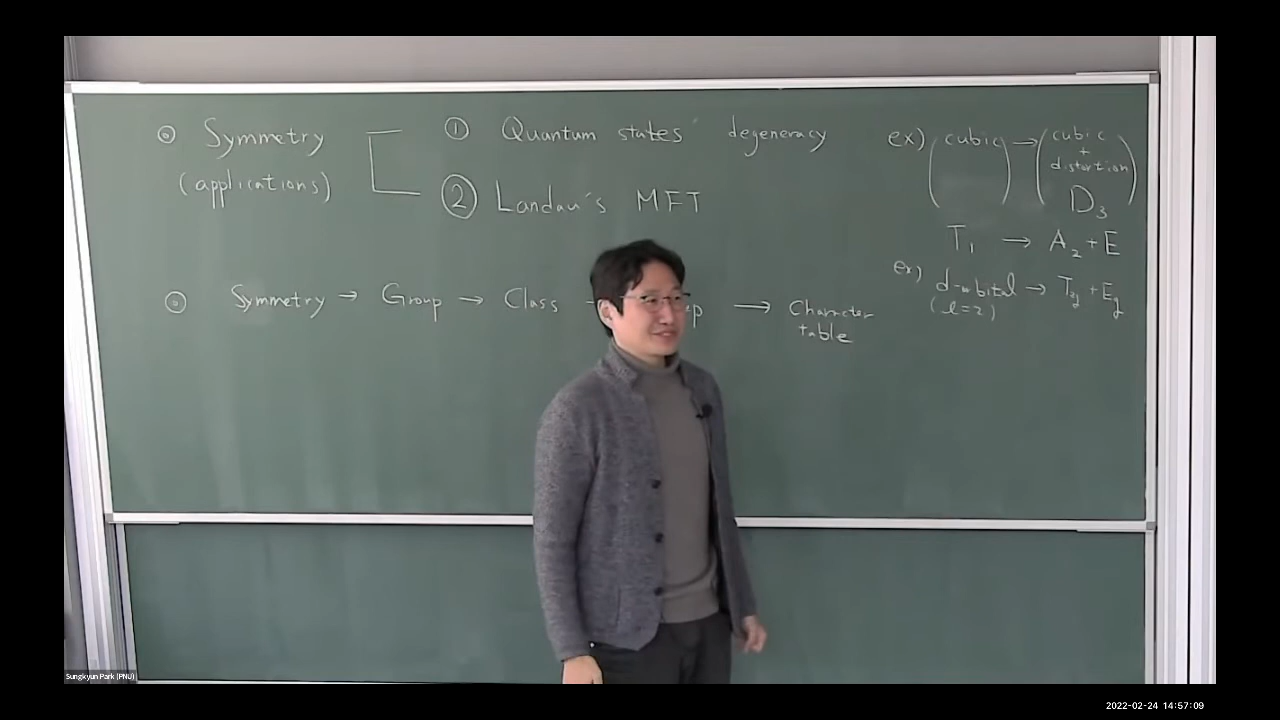 ⊙ Symmetry
(applications)
① Quantum states' degeneracy
② Landau's MFT
ex) (cubic) → (cubic + distortion D₃)
T₁ → A₂ + E
ex) d-orbital (l=2) → T₂g + Eg
⊙ Symmetry → Group → Class → → Character table
Sungkyun Park (PNU)
2022-02-24 14:57:09